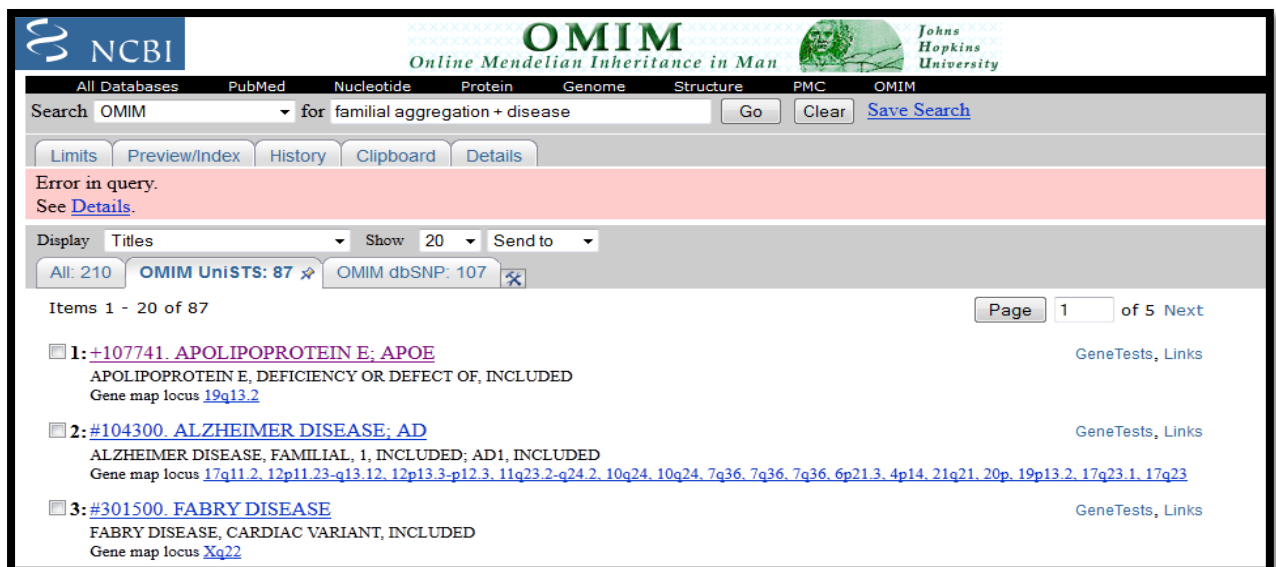 NCBI
OMIM
Online Mendelian Inheritance in Man
Johns
Hopkins
University
All Databases PubMed Nucleotide Protein Genome Structure PMC OMIM
Search OMIM for familial aggregation + disease Go Clear Save Search
Limits Preview/Index History Clipboard Details
Error in query.
See Details.
Display Titles Show 20 Send to
All: 210 OMIM UniSTS: 87 OMIM dbSNP: 107
Items 1 - 20 of 87 Page 1 of 5 Next
1: +107741. APOLIPOPROTEIN E; APOE GeneTests, Links
APOLIPOPROTEIN E, DEFICIENCY OR DEFECT OF, INCLUDED
Gene map locus 19q13.2
2: #104300. ALZHEIMER DISEASE; AD GeneTests, Links
ALZHEIMER DISEASE, FAMILIAL, 1, INCLUDED; AD1, INCLUDED
Gene map locus 17q11.2, 12p11.23-q13.12, 12p13.3-p12.3, 11q23.2-q24.2, 10q24, 10q24, 7q36, 7q36, 7q36, 6p21.3, 4p14, 21q21, 20p, 19p13.2, 17q23.1, 17q23
3: #301500. FABRY DISEASE GeneTests, Links
FABRY DISEASE, CARDIAC VARIANT, INCLUDED
Gene map locus Xq22